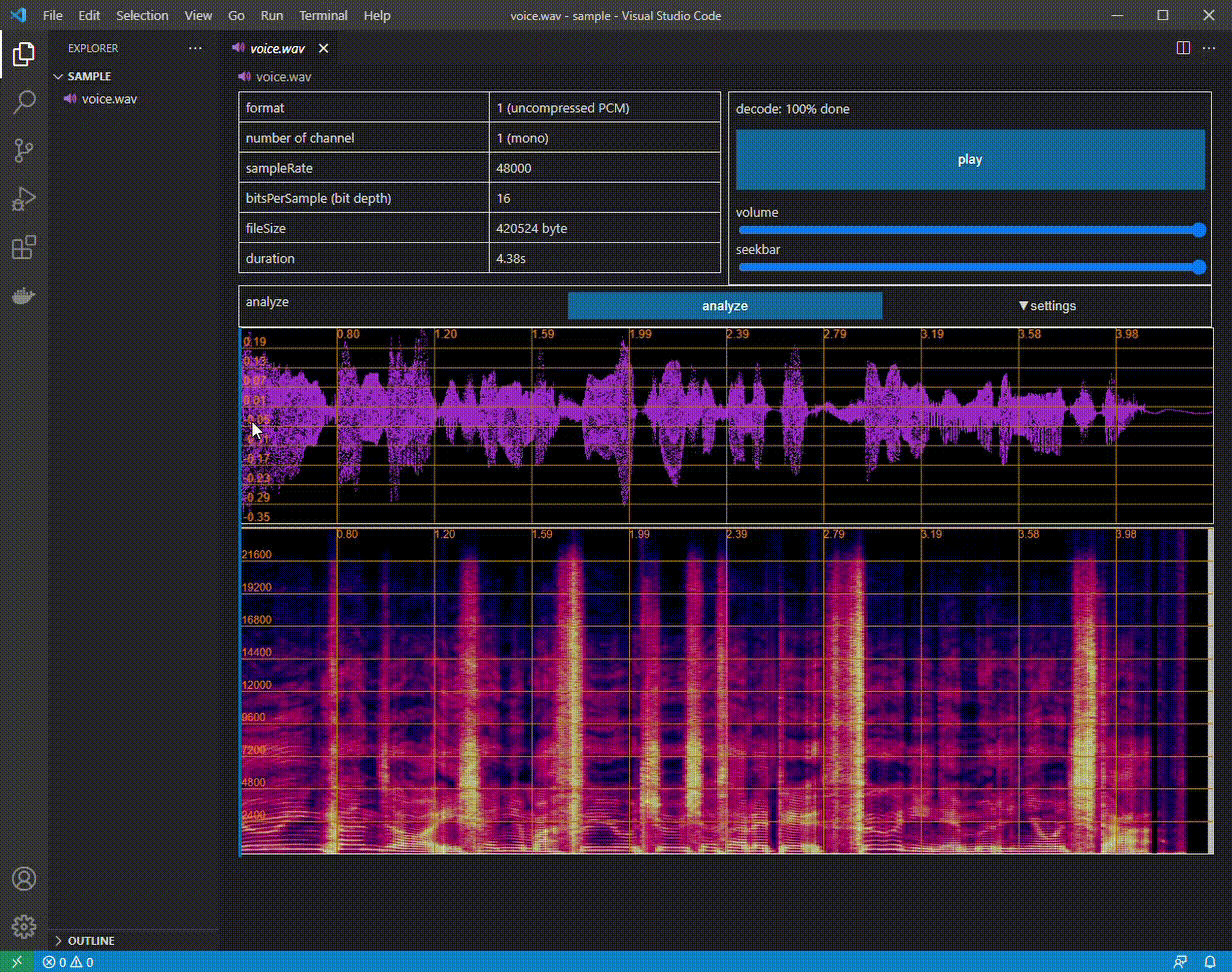 File Edit Selection View Go Run Terminal Help
voice.wav - sample - Visual Studio Code
EXPLORER
SAMPLE
voice.wav
voice.wav
voice.wav
format 1 (uncompressed PCM)
number of channel 1 (mono)
sampleRate 48000
bitsPerSample (bit depth) 16
fileSize 420524 byte
duration 4.38s
decode: 100% done
play
volume
seekbar
analyze
analyze
▼settings
0.80 1.20 1.59 1.99 2.39 2.79 3.19 3.58 3.98
0.19
0.13
0.07
0.01
-0.05
-0.17
-0.23
-0.29
-0.35
0.80 1.20 1.59 1.99 2.39 2.79 3.19 3.58 3.98
21600
19200
16800
14400
12000
9600
7200
4800
2400
OUTLINE
0 0